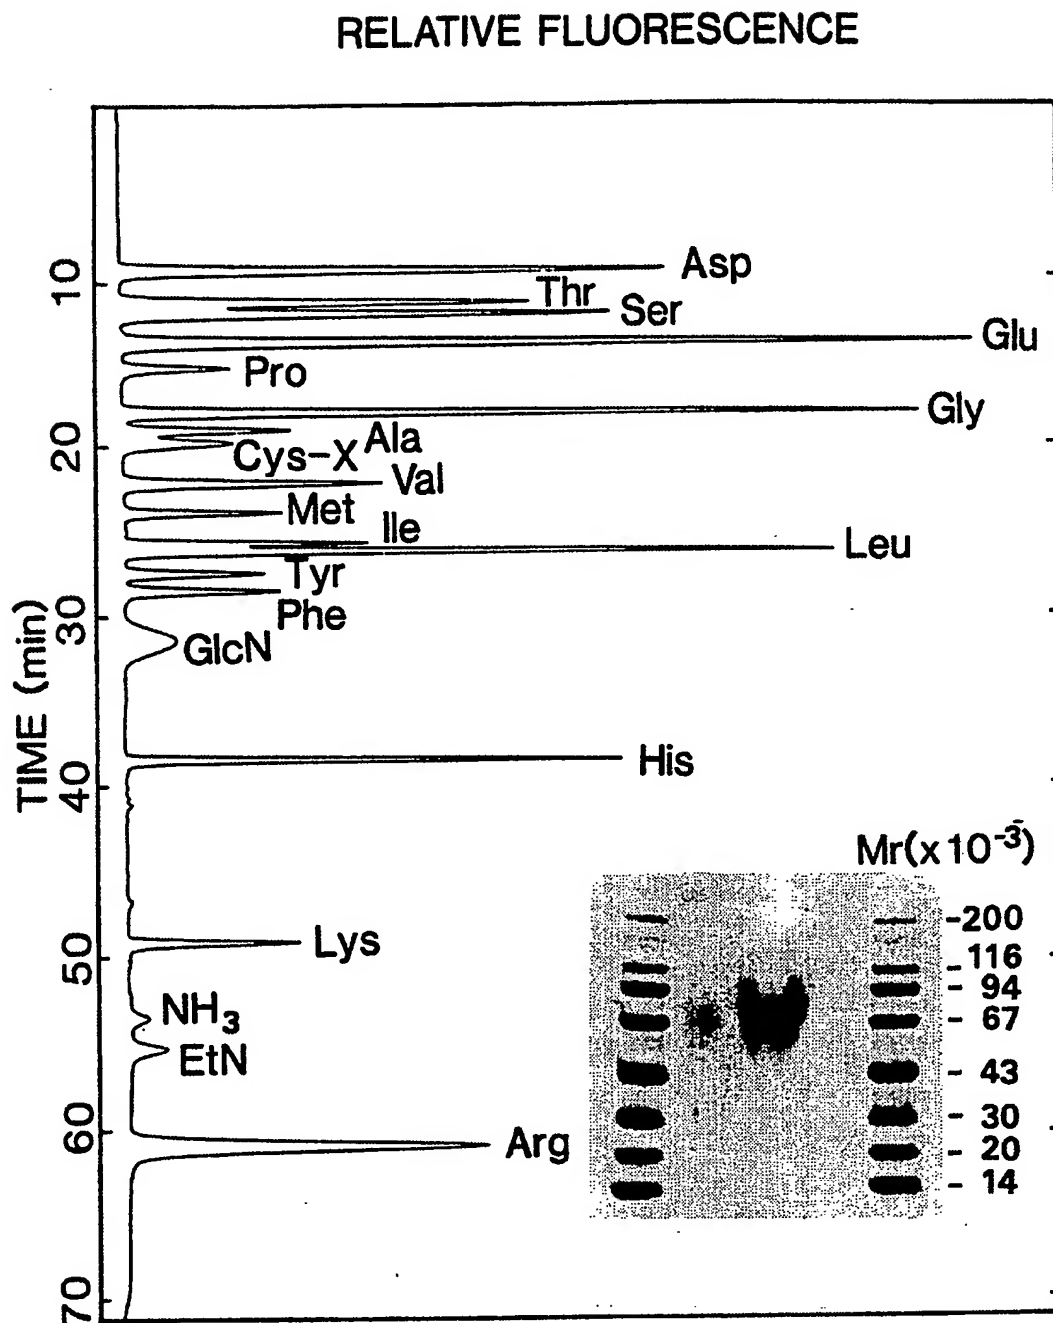 RELATIVE FLUORESCENCE
TIME (min)
10
20
30
40
50
60
70
Asp
Thr
Ser
Glu
Pro
Gly
Ala
Cys-X
Val
Met
Ile
Leu
Tyr
Phe
GlcN
His
Lys
NH₃
EtN
Arg
Mr(x 10⁻³)
-200
- 116
- 94
- 67
- 43
- 30
- 20
- 14